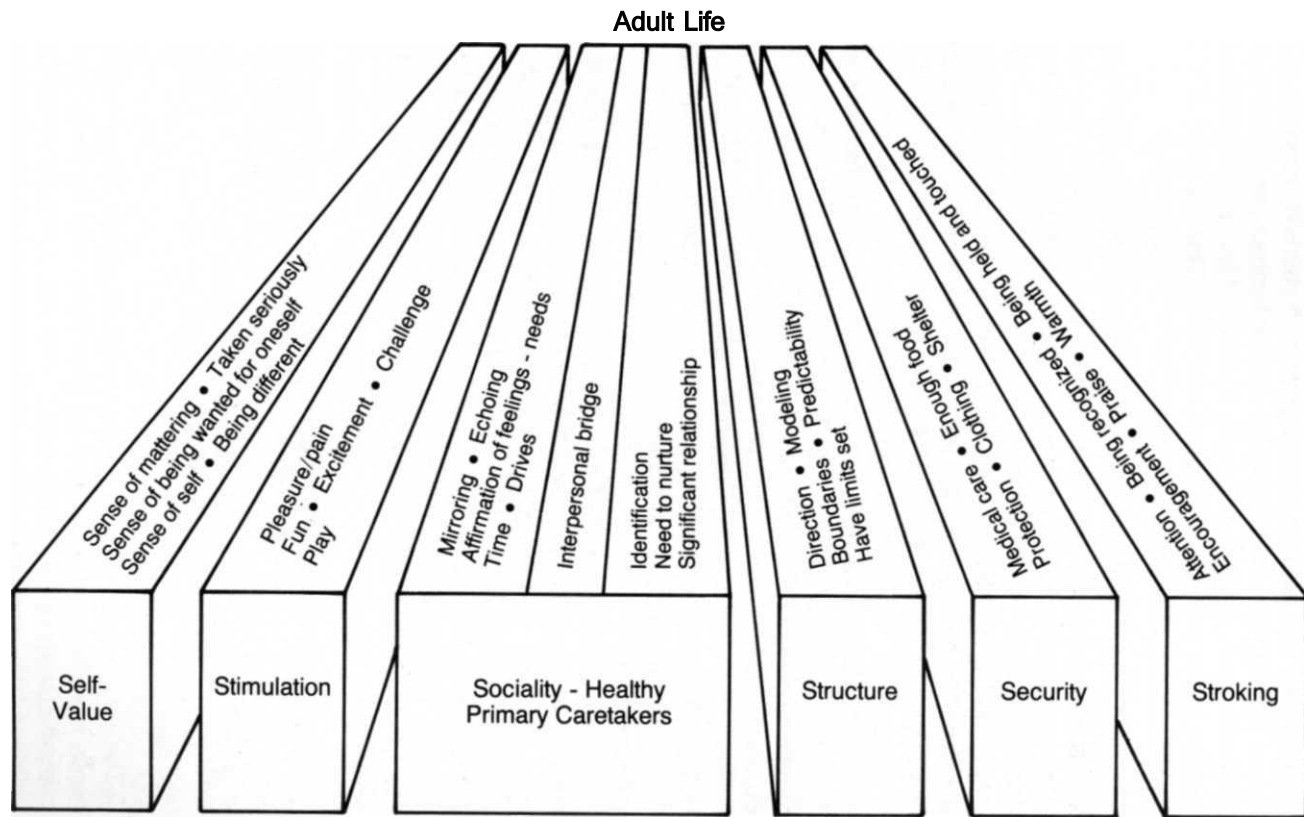 Adult Life
Sense of mattering • Taken seriously
Sense of being wanted for oneself
Sense of self • Being different
Pleasure/pain
Fun • Excitement • Challenge
Play
Mirroring • Echoing
Affirmation of feelings - needs
Time • Drives
Interpersonal bridge
Identification
Need to nurture
Significant relationship
Direction • Modeling
Boundaries • Predictability
Have limits set
Medical care • Enough food
Protection • Clothing • Shelter
Attention • Being recognized • Being held and touched
Encouragement • Praise • Warmth
Self-
Value
Stimulation
Sociality - Healthy
Primary Caretakers
Structure
Security
Stroking